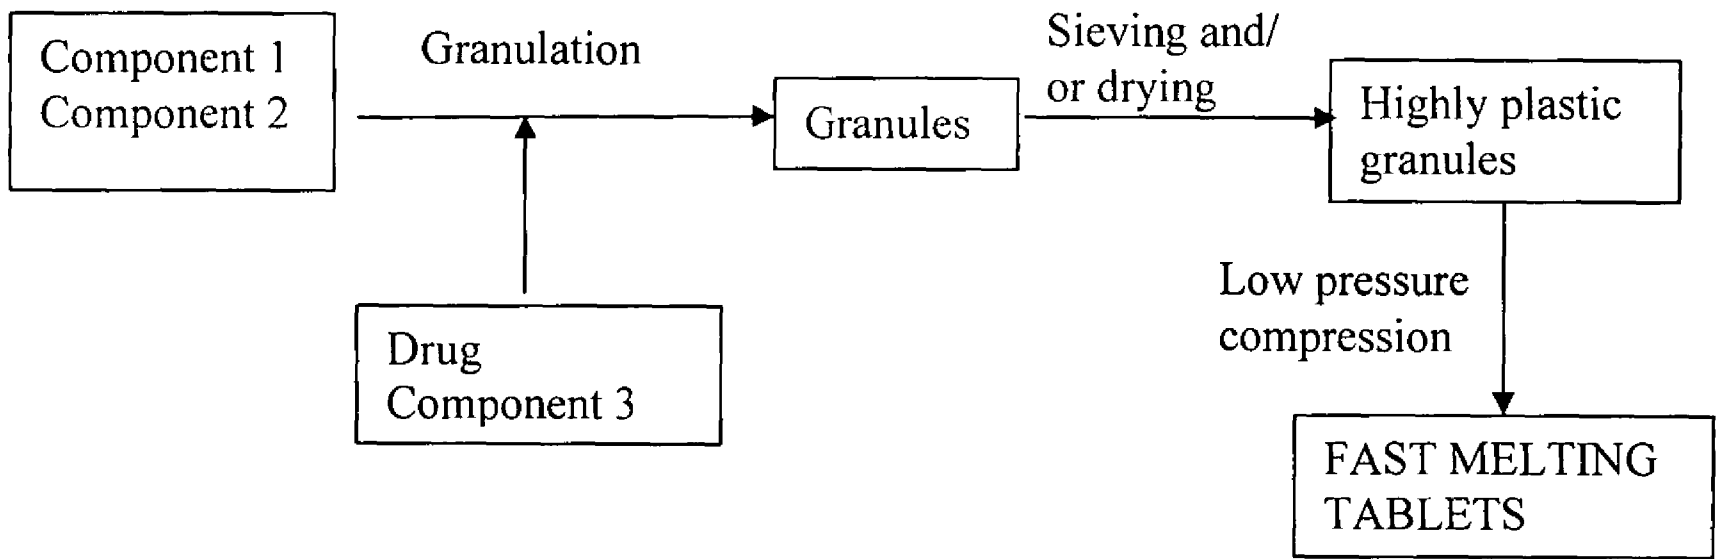 Component 1
Component 2
Granulation
Granules
Sieving and/
or drying
Highly plastic
granules
Drug
Component 3
Low pressure
compression
FAST MELTING
TABLETS